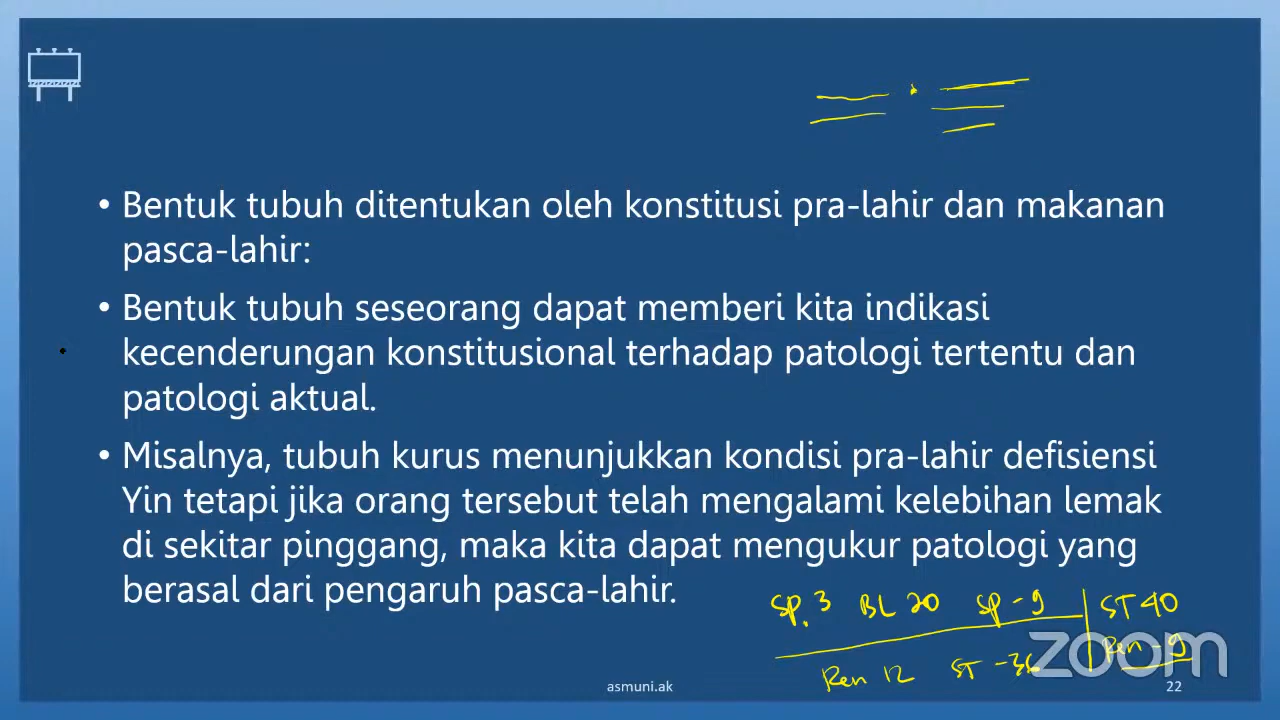 • Bentuk tubuh ditentukan oleh konstitusi pra-lahir dan makanan
pasca-lahir:
• Bentuk tubuh seseorang dapat memberi kita indikasi
kecenderungan konstitusional terhadap patologi tertentu dan
patologi aktual.
• Misalnya, tubuh kurus menunjukkan kondisi pra-lahir defisiensi
Yin tetapi jika orang tersebut telah mengalami kelebihan lemak
di sekitar pinggang, maka kita dapat mengukur patologi yang
berasal dari pengaruh pasca-lahir.
SP.3 BL 20 SP-9 ST 40
Ren 12 ST-36 Ren-9
zoom
asmuni.ak
22